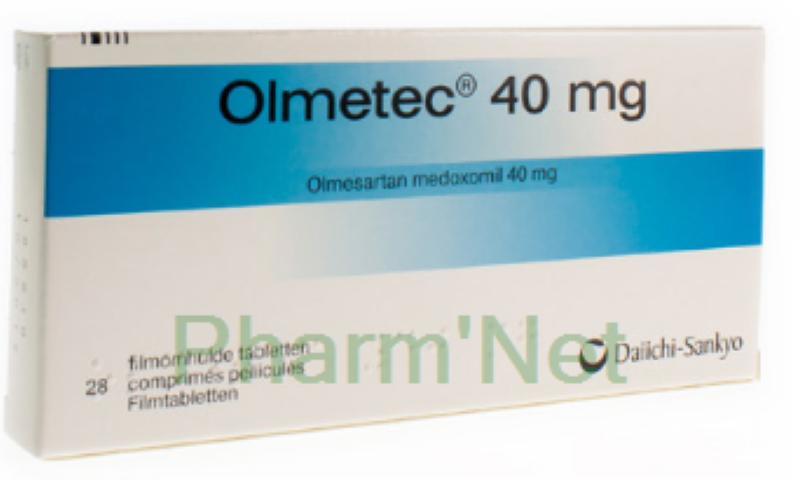 Olmetec® 40 mg
Olmesartan medoxomil 40 mg
filmomhulde tabletten
28 comprimés pelliculés
Filmtabletten
Daiichi-Sankyo
Pharm'Net